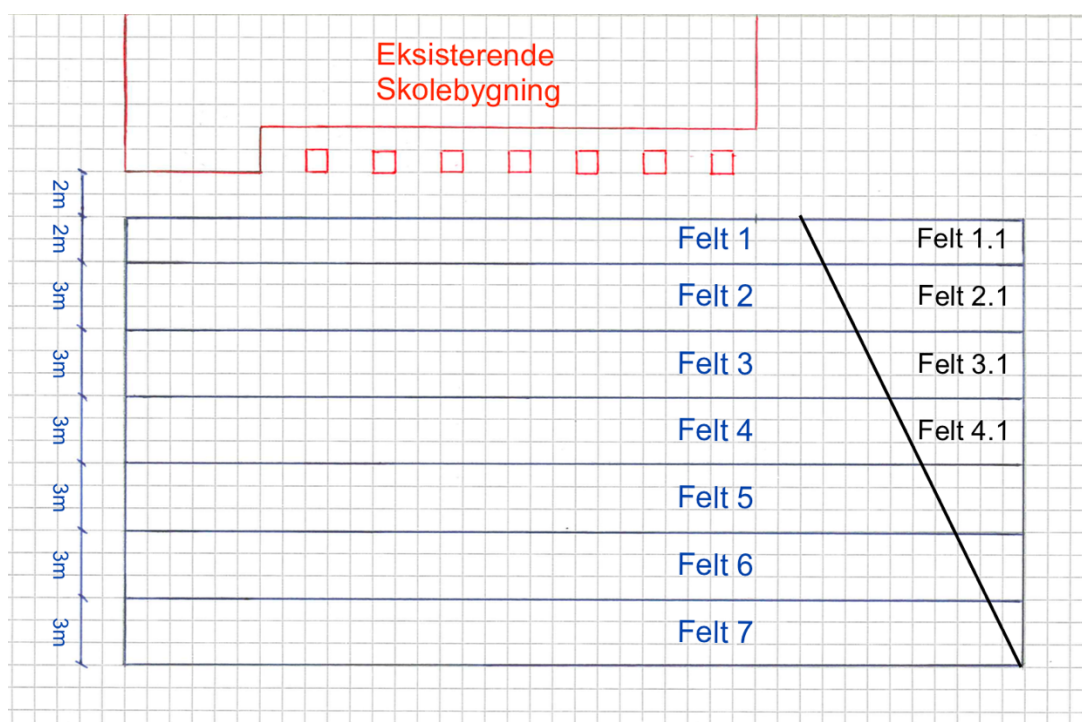 Eksisterende
Skolebygning
2m
2m
Felt 1
Felt 1.1
3m
Felt 2
Felt 2.1
3m
Felt 3
Felt 3.1
3m
Felt 4
Felt 4.1
3m
Felt 5
3m
Felt 6
3m
Felt 7